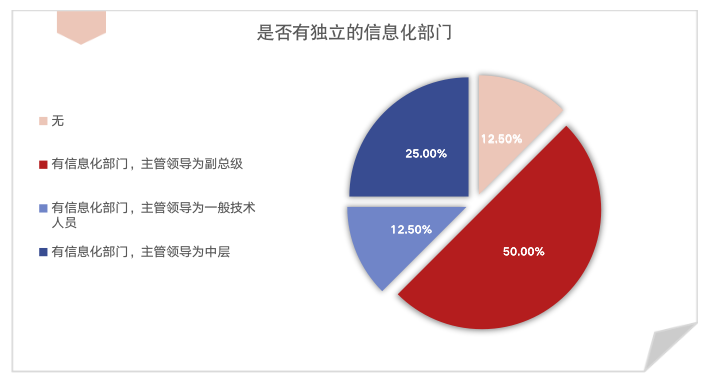 是否有独立的信息化部门
无
有信息化部门，主管领导为副总级
有信息化部门，主管领导为一般技术
人员
有信息化部门，主管领导为中层
12.50%
25.00%
12.50%
50.00%